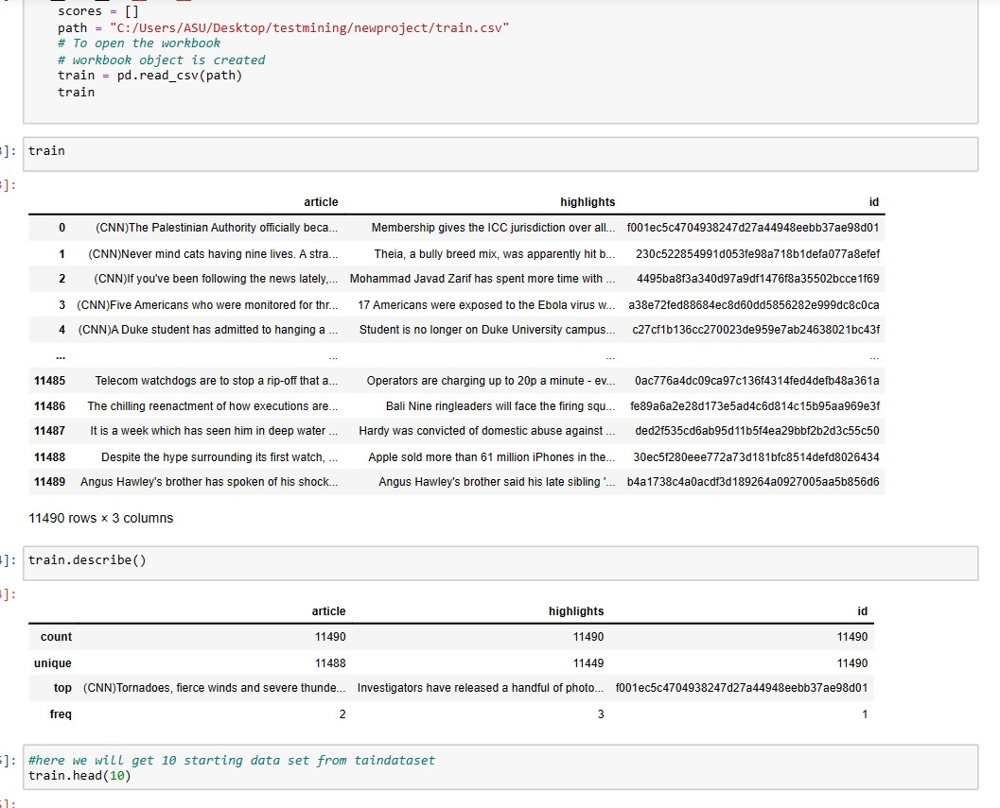 scores = []
path = "C:/Users/ASU/Desktop/testmining/newproject/train.csv"
# To open the workbook
# workbook object is created
train = pd.read_csv(path)
train
]: train
]:
article highlights id
0 (CNN)The Palestinian Authority officially beca... Membership gives the ICC jurisdiction over all... f001ec5c4704938247d27a44948eebb37ae98d01
1 (CNN)Never mind cats having nine lives. A stra... Theia, a bully breed mix, was apparently hit b... 230c522854991d053fe98a718b1defa077a8efef
2 (CNN)If you've been following the news lately,... Mohammad Javad Zarif has spent more time with ... 4495ba8f3a340d97a9df1476f8a35502bcce1f69
3 (CNN)Five Americans who were monitored for thr... 17 Americans were exposed to the Ebola virus w... a38e72fed88684ec8d60dd5856282e999dc8c0ca
4 (CNN)A Duke student has admitted to hanging a ... Student is no longer on Duke University campus... c27cf1b136cc270023de959e7ab24638021bc43f
... ... ... ...
11485 Telecom watchdogs are to stop a rip-off that a... Operators are charging up to 20p a minute - ev... 0ac776a4dc09ca97c136f4314fed4defb48a361a
11486 The chilling reenactment of how executions are... Bali Nine ringleaders will face the firing squ... fe89a6a2e28d173e5ad4c6d814c15b95aa969e3f
11487 It is a week which has seen him in deep water ... Hardy was convicted of domestic abuse against ... ded2f535cd6ab95d11b5f4ea29bbf2b2d3c55c50
11488 Despite the hype surrounding its first watch, ... Apple sold more than 61 million iPhones in the... 30ec5f280eee772a73d181bfc8514defd8026434
11489 Angus Hawley's brother has spoken of his shock... Angus Hawley's brother said his late sibling '... b4a1738c4a0acdf3d189264a0927005aa5b856d6
11490 rows × 3 columns
]: train.describe()
]:
article highlights id
count 11490 11490 11490
unique 11488 11449 11490
top (CNN)Tornadoes, fierce winds and severe thunde... Investigators have released a handful of photo... f001ec5c4704938247d27a44948eebb37ae98d01
freq 2 3 1
]: #here we will get 10 starting data set from taindataset
train.head(10)
]: